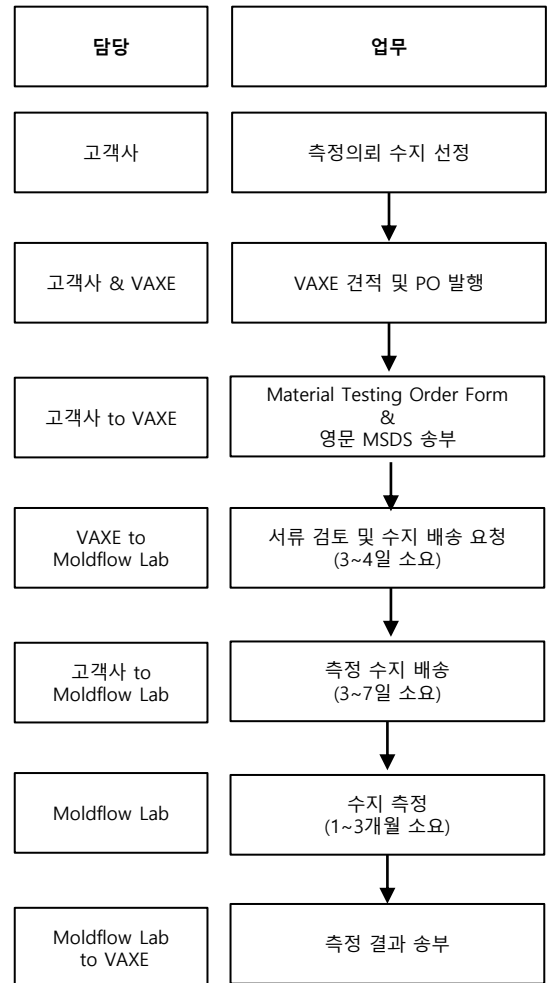 담당
업무
고객사
측정의뢰 수지 선정
고객사 & VAXE
VAXE 견적 및 PO 발행
고객사 to VAXE
Material Testing Order Form
&
영문 MSDS 송부
VAXE to
Moldflow Lab
서류 검토 및 수지 배송 요청
(3~4일 소요)
고객사 to
Moldflow Lab
측정 수지 배송
(3~7일 소요)
Moldflow Lab
수지 측정
(1~3개월 소요)
Moldflow Lab
to VAXE
측정 결과 송부